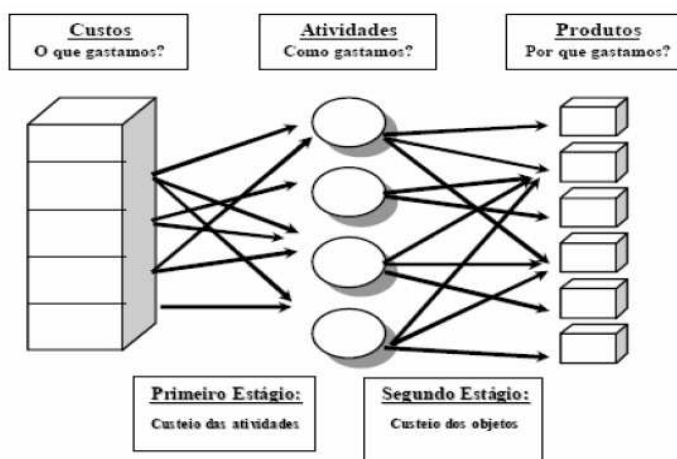 Custos
O que gastamos?
Atividades
Como gastamos?
Produtos
Por que gastamos?
Primeiro Estágio:
Custeio das atividades
Segundo Estágio:
Custeio dos objetos